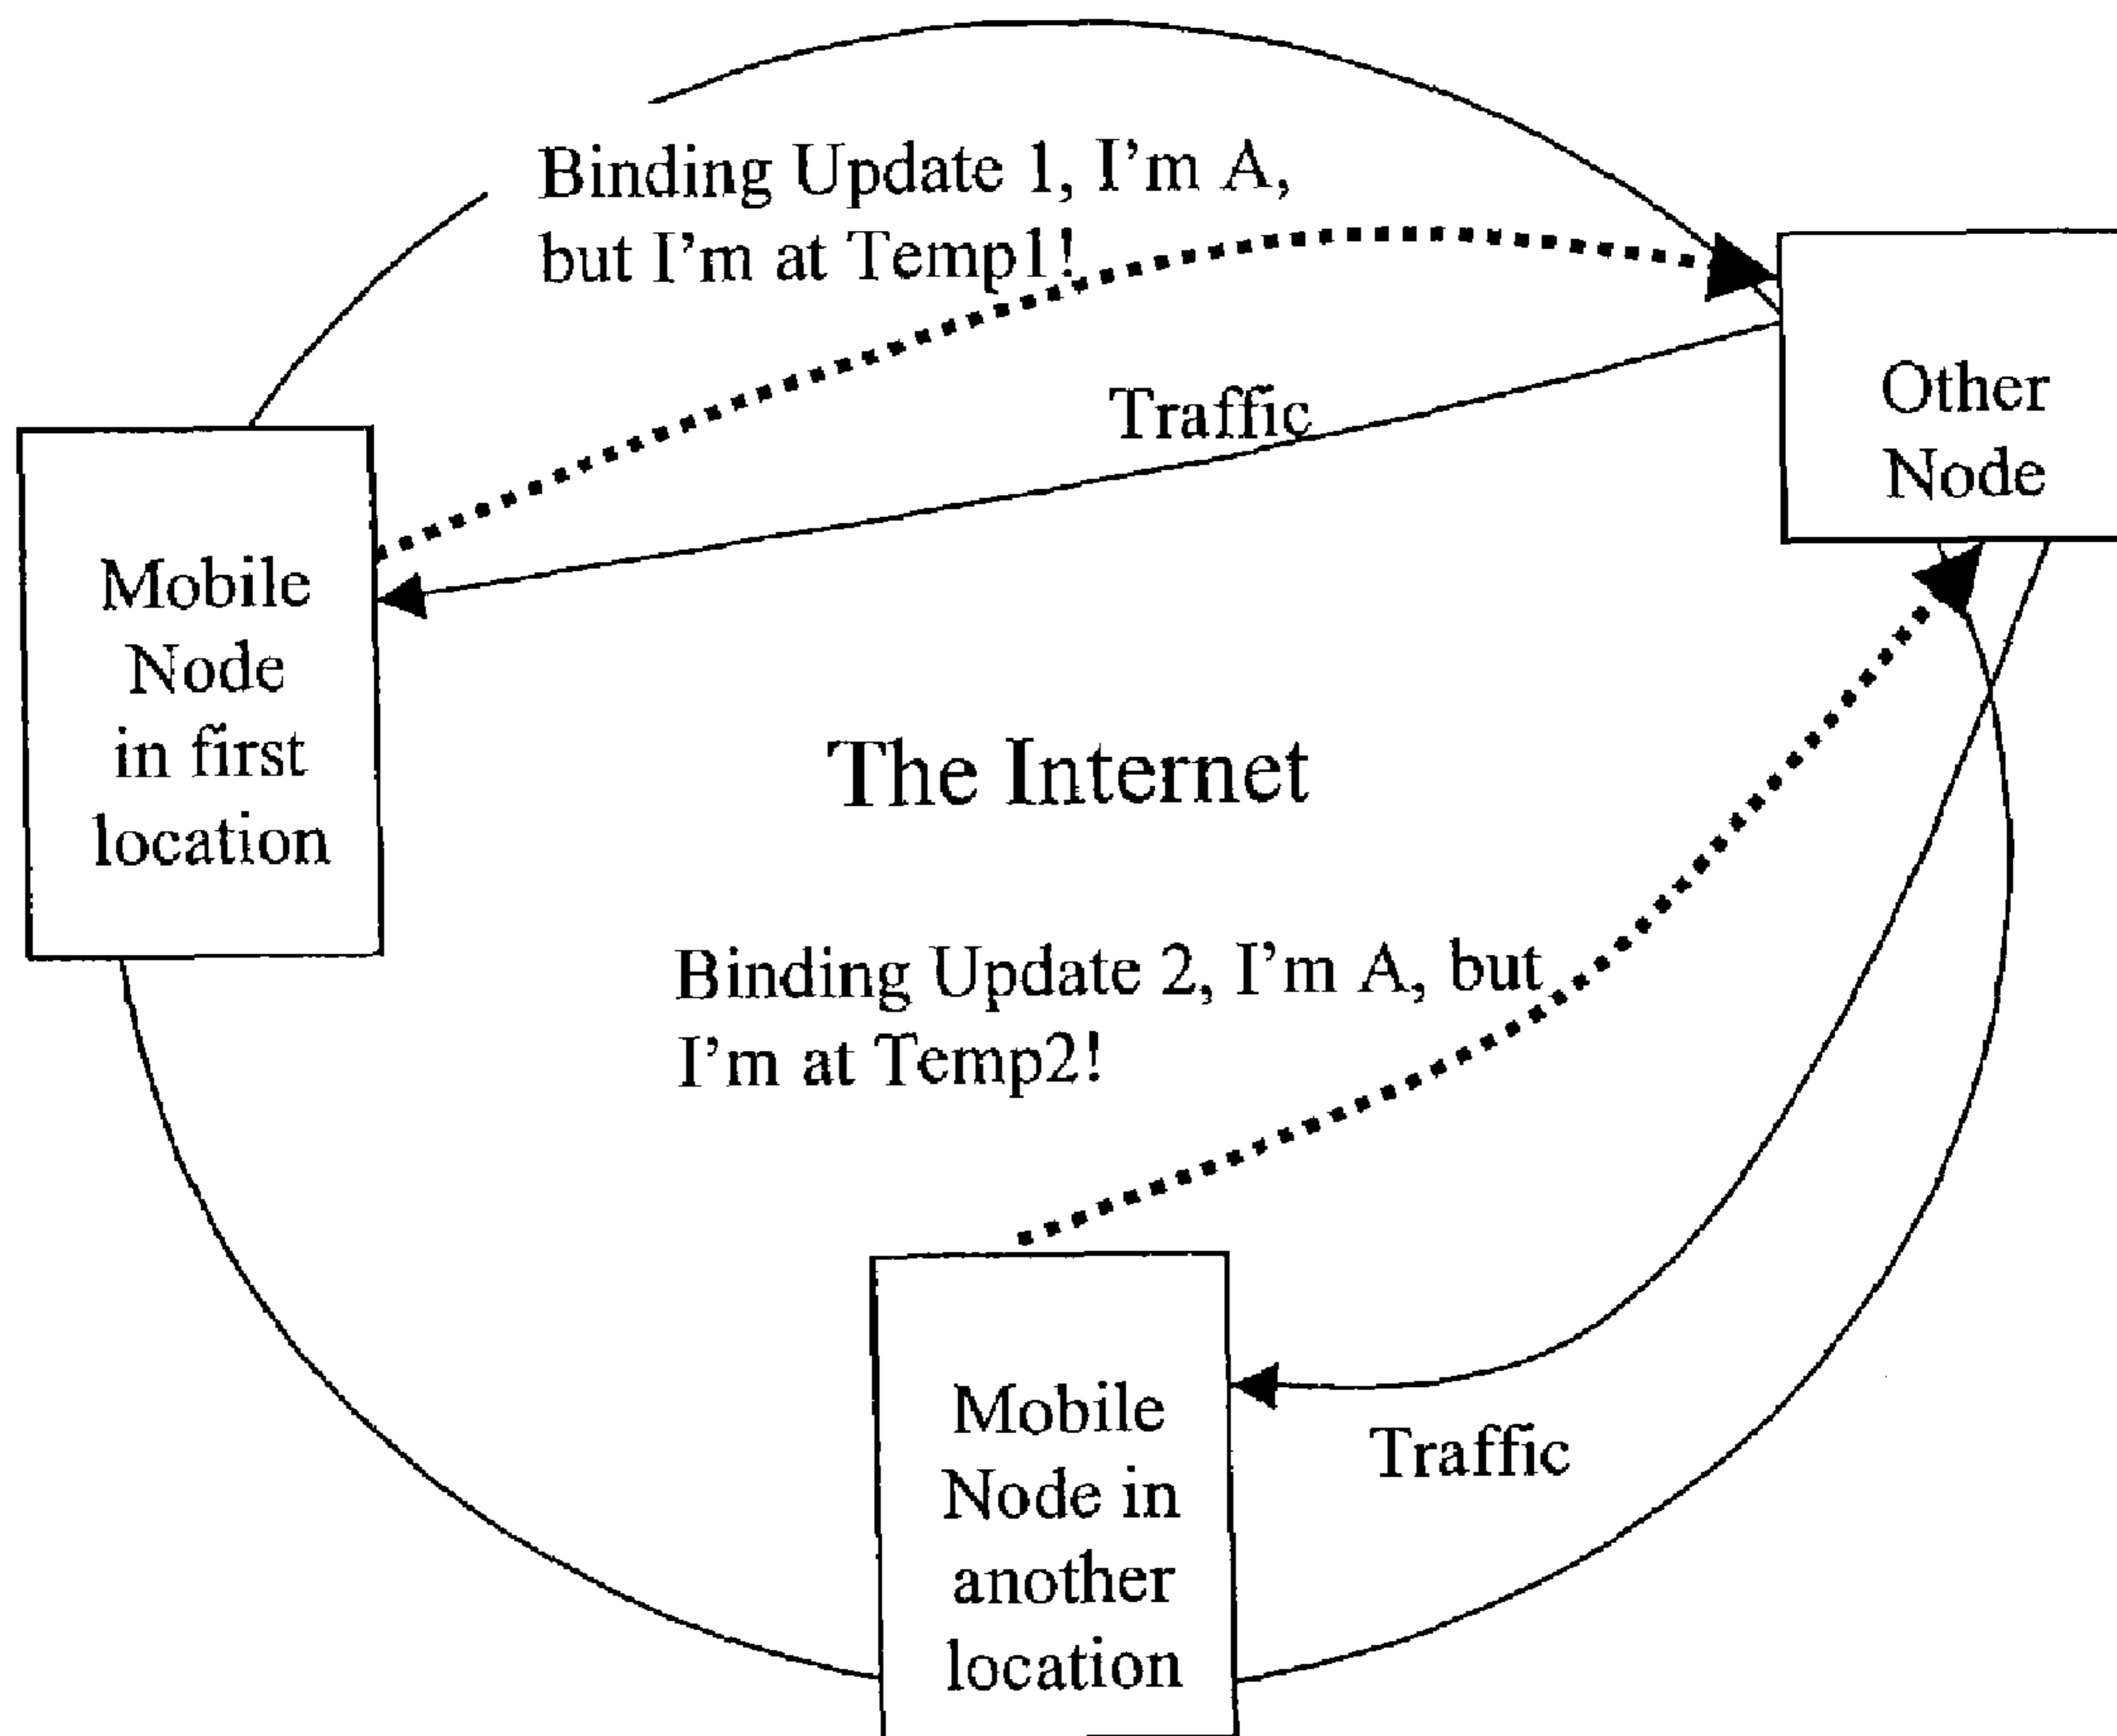 Binding Update 1, I'm A,
but I'm at Temp1!
Traffic
Other
Node
Mobile
Node
in first
location
The Internet
Binding Update 2, I'm A, but
I'm at Temp2!
Mobile
Node in
another
location
Traffic